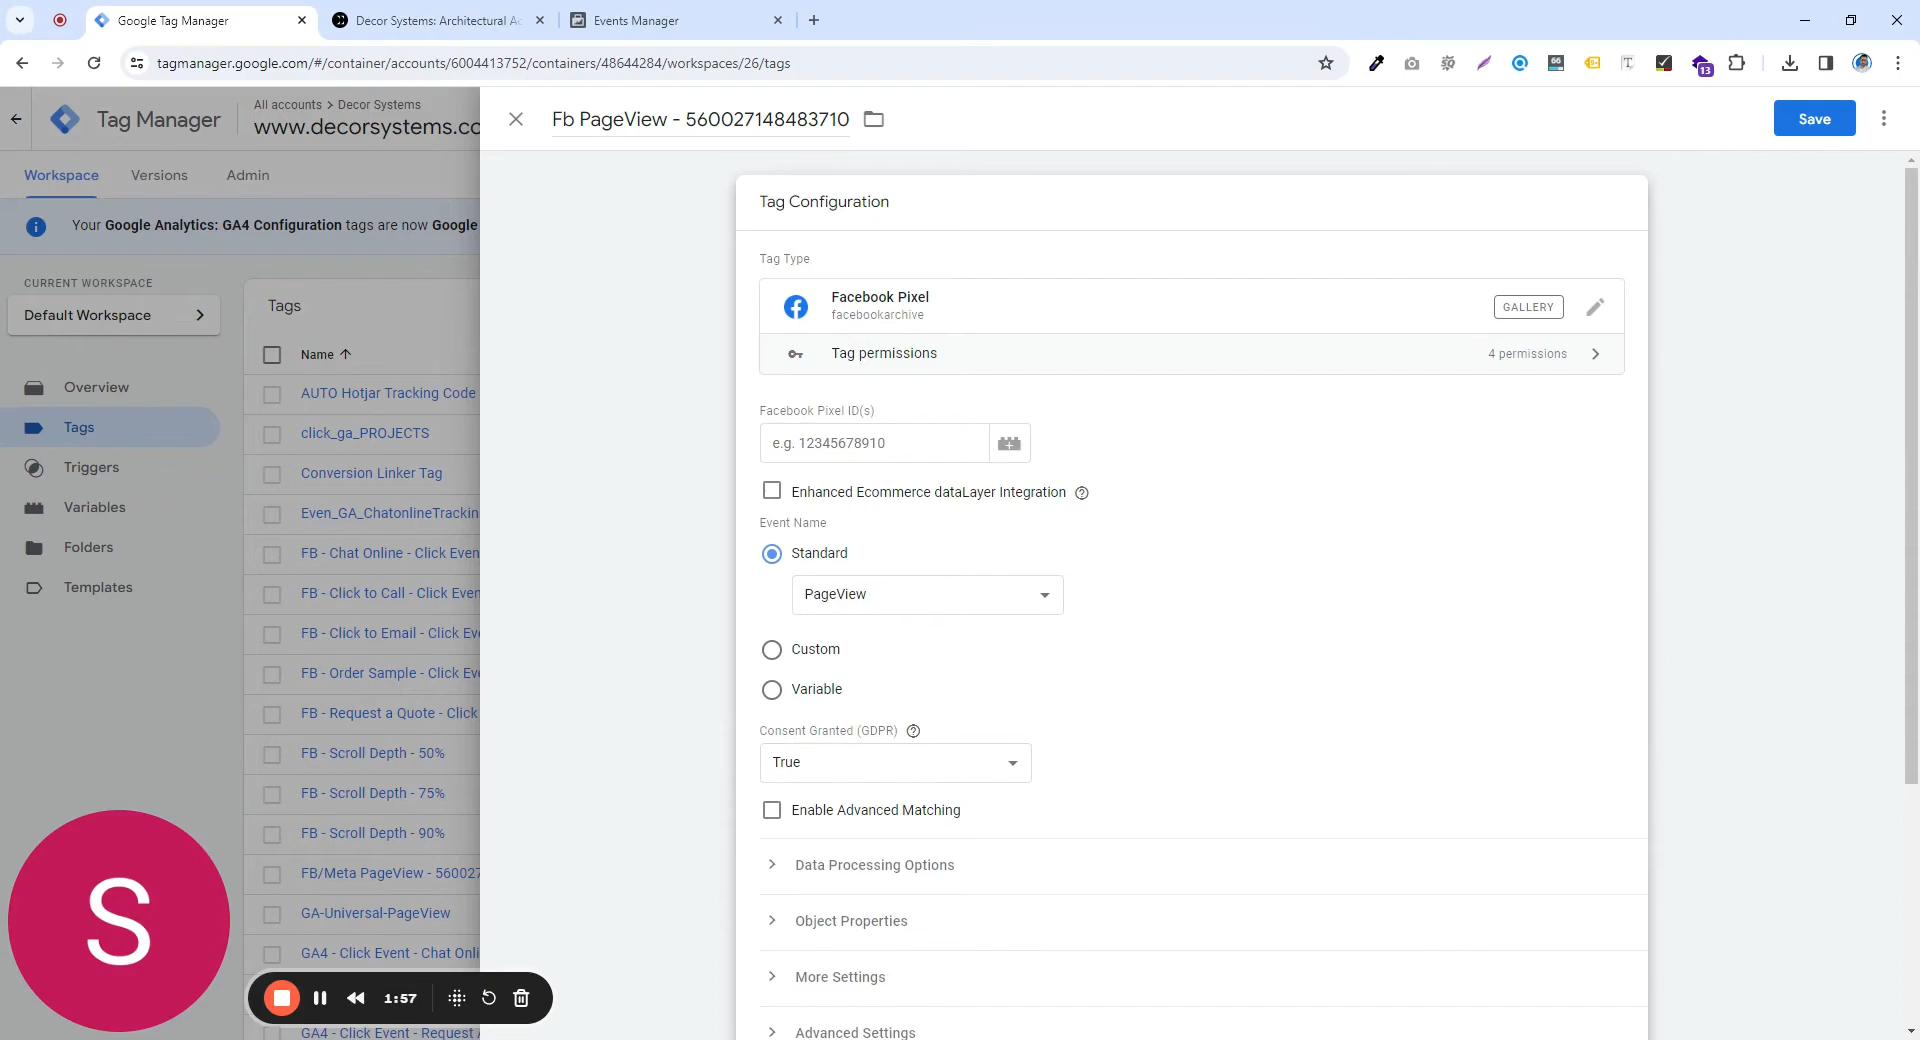 Google Tag Manager
Decor Systems: Architectural Ac
Events Manager
tagmanager.google.com/#/container/accounts/6004413752/containers/48644284/workspaces/26/tags
66
13
Tag Manager
All accounts > Decor Systems
www.decorsystems.co
Fb PageView - 560027148483710
Save
Workspace
Versions
Admin
Your Google Analytics: GA4 Configuration tags are now Google
CURRENT WORKSPACE
Default Workspace
Overview
Tags
Triggers
Variables
Folders
Templates
Tags
Name
AUTO Hotjar Tracking Code
click_ga_PROJECTS
Conversion Linker Tag
Even_GA_ChatonlineTrackin
FB - Chat Online - Click Even
FB - Click to Call - Click Even
FB - Click to Email - Click Eve
FB - Order Sample - Click Eve
FB - Request a Quote - Click
FB - Scroll Depth - 50%
FB - Scroll Depth - 75%
FB - Scroll Depth - 90%
FB/Meta PageView - 560027
GA-Universal-PageView
GA4 - Click Event - Chat Onli
GA4 - Click Event - Request A
Tag Configuration
Tag Type
Facebook Pixel
facebookarchive
GALLERY
Tag permissions
4 permissions
Facebook Pixel ID(s)
e.g. 12345678910
Enhanced Ecommerce dataLayer Integration
Event Name
Standard
PageView
Custom
Variable
Consent Granted (GDPR)
True
Enable Advanced Matching
Data Processing Options
Object Properties
More Settings
Advanced Settings
S
1:57